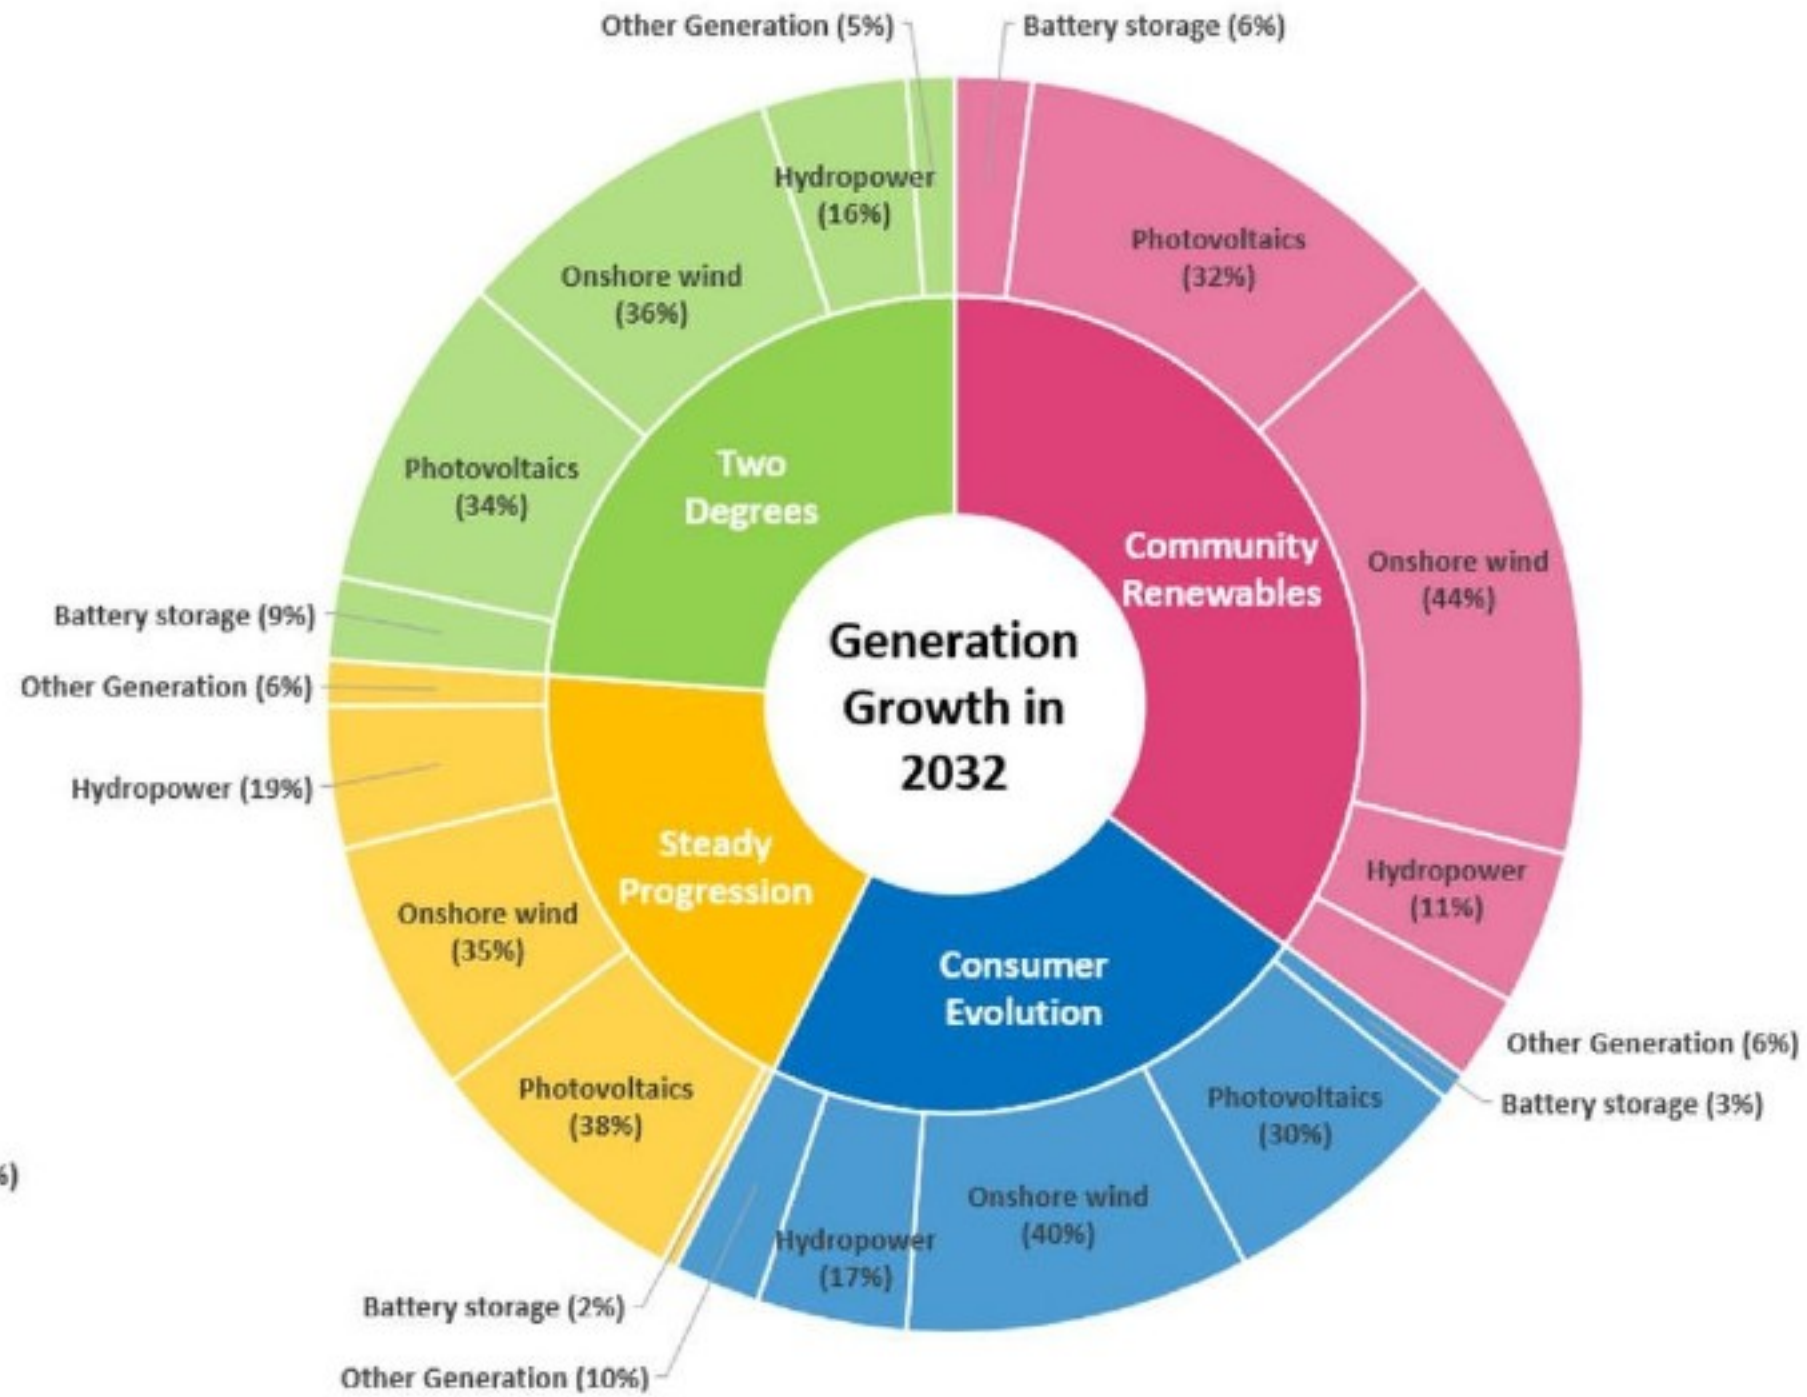 Other Generation (5%)
Battery storage (6%)
Hydropower
(16%)
Photovoltaics
(32%)
Onshore wind
(36%)
Photovoltaics
(34%)
Two
Degrees
Community
Renewables
Onshore wind
(44%)
Battery storage (9%)
Other Generation (6%)
Generation
Growth in
2032
Hydropower (19%)
Steady
Progression
Hydropower
(11%)
Onshore wind
(35%)
Consumer
Evolution
Other Generation (6%)
Photovoltaics
(38%)
Photovoltaics
(30%)
Battery storage (3%)
%)
Onshore wind
(40%)
Hydropower
(17%)
Battery storage (2%)
Other Generation (10%)